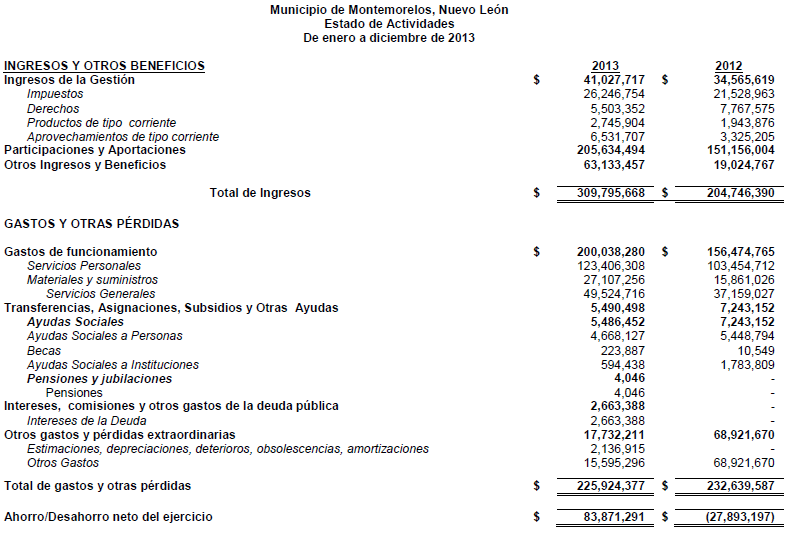 Municipio de Montemorelos, Nuevo León
Estado de Actividades
De enero a diciembre de 2013
INGRESOS Y OTROS BENEFICIOS 2013 2012
Ingresos de la Gestión $ 41,027,717 $ 34,565,619
Impuestos 26,246,754 21,528,963
Derechos 5,503,352 7,767,575
Productos de tipo corriente 2,745,904 1,943,876
Aprovechamientos de tipo corriente 6,531,707 3,325,205
Participaciones y Aportaciones 205,634,494 151,156,004
Otros Ingresos y Beneficios 63,133,457 19,024,767
Total de Ingresos $ 309,795,668 $ 204,746,390
GASTOS Y OTRAS PÉRDIDAS
Gastos de funcionamiento $ 200,038,280 $ 156,474,765
Servicios Personales 123,406,308 103,454,712
Materiales y suministros 27,107,256 15,861,026
Servicios Generales 49,524,716 37,159,027
Transferencias, Asignaciones, Subsidios y Otras Ayudas 5,490,498 7,243,152
Ayudas Sociales 5,486,452 7,243,152
Ayudas Sociales a Personas 4,668,127 5,448,794
Becas 223,887 10,549
Ayudas Sociales a Instituciones 594,438 1,783,809
Pensiones y jubilaciones 4,046 -
Pensiones 4,046 -
Intereses, comisiones y otros gastos de la deuda pública 2,663,388 -
Intereses de la Deuda 2,663,388 -
Otros gastos y pérdidas extraordinarias 17,732,211 68,921,670
Estimaciones, depreciaciones, deterioros, obsolescencias, amortizaciones 2,136,915 -
Otros Gastos 15,595,296 68,921,670
Total de gastos y otras pérdidas $ 225,924,377 $ 232,639,587
Ahorro/Desahorro neto del ejercicio $ 83,871,291 $ (27,893,197)